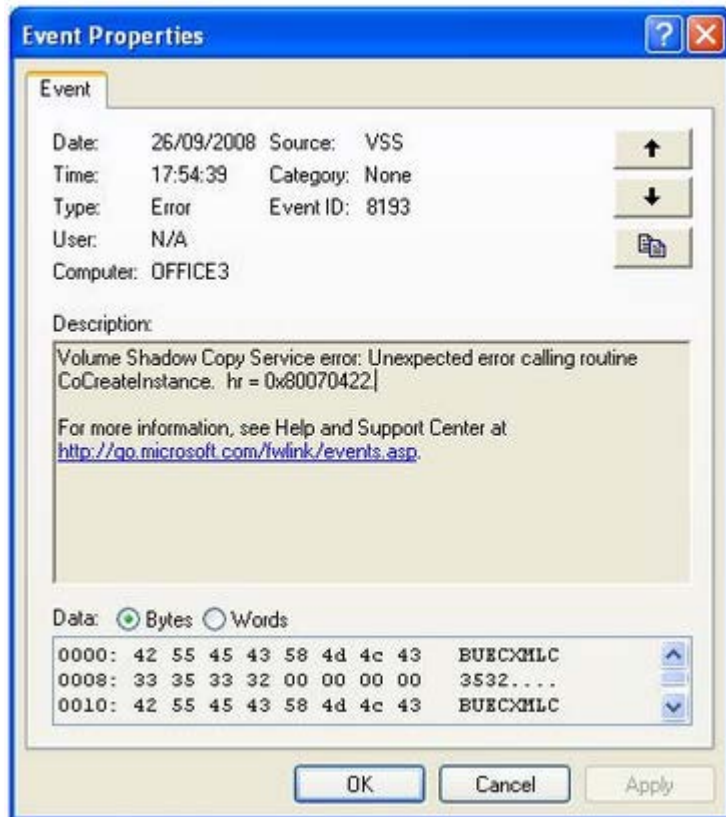 Event Properties
Event
Date: 26/09/2008 Source: VSS
Time: 17:54:39 Category: None
Type: Error Event ID: 8193
User: N/A
Computer: OFFICE3
Description:
Volume Shadow Copy Service error: Unexpected error calling routine
CoCreateInstance. hr = 0x80070422.
For more information, see Help and Support Center at
http://go.microsoft.com/fwlink/events.asp.
Data: Bytes Words
0000: 42 55 45 43 58 4d 4c 43 BUECXMLC
0008: 33 35 33 32 00 00 00 00 3532....
0010: 42 55 45 43 58 4d 4c 43 BUECXMLC
OK Cancel Apply